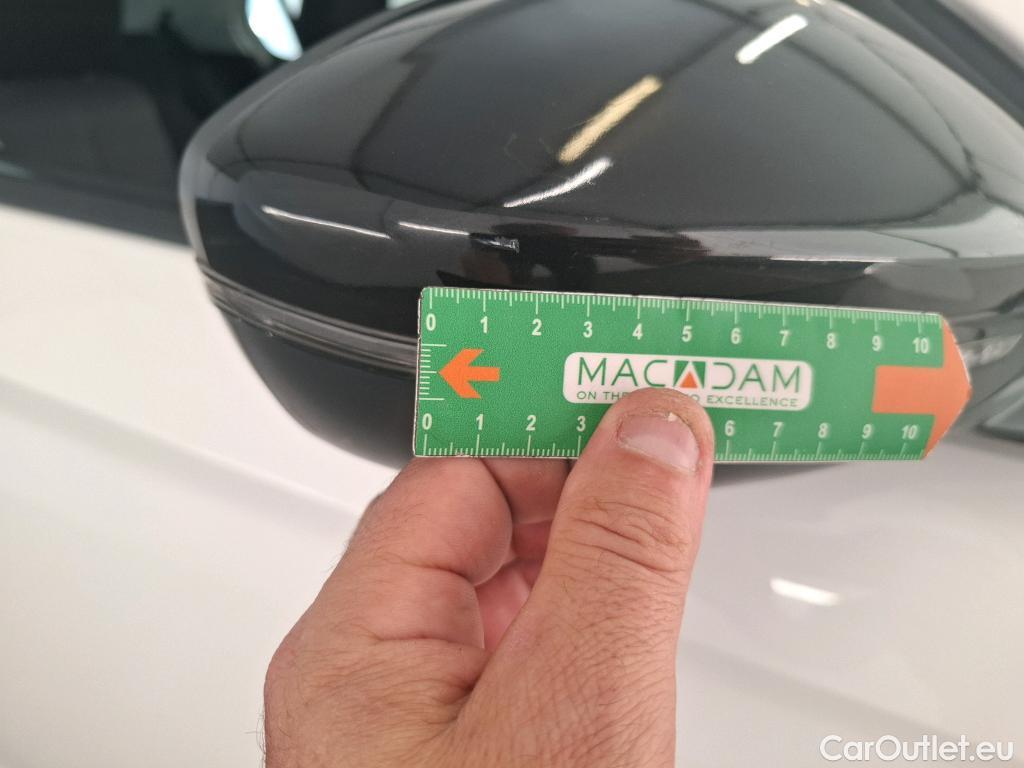 0 1 2 3 4 5 6 7 8 9 10
MACADAM
ON THE EXCELLENCE
0 1 2 3 6 7 8 9 10
CarOutlet.eu